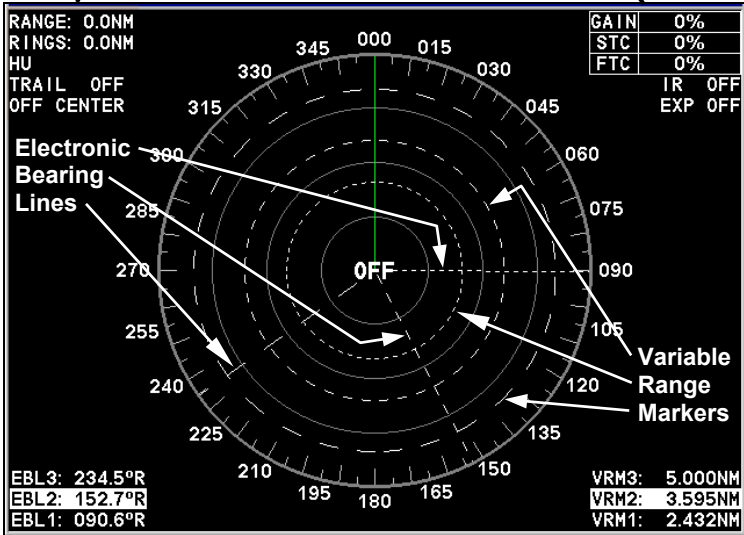 RANGE: 0.0NM
RINGS: 0.0NM
HU
TRAIL OFF
OFF CENTER
GAIN 0%
STC 0%
FTC 0%
IR OFF
EXP OFF
000
015
030
045
060
075
090
105
120
135
150
165
180
195
210
225
240
255
270
285
300
315
330
345
Electronic
Bearing
Lines
OFF
Variable
Range
Markers
EBL3: 234.5ºR
EBL2: 152.7ºR
EBL1: 090.6ºR
VRM3: 5.000NM
VRM2: 3.595NM
VRM1: 2.432NM